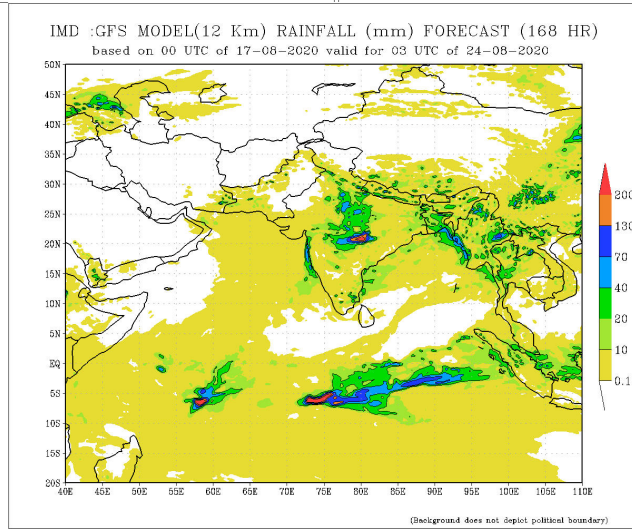 IMD :GFS MODEL(12 Km) RAINFALL (mm) FORECAST (168 HR)
based on 00 UTC of 17-08-2020 valid for 03 UTC of 24-08-2020
50N
45N
40N
35N
30N
25N
20N
15N
10N
5N
EQ
5S
10S
15S
20S
40E 45E 50E 55E 60E 65E 70E 75E 80E 85E 90E 95E 100E 105E 110E
200
130
70
40
20
10
0.1
(Background does not depict political boundary)